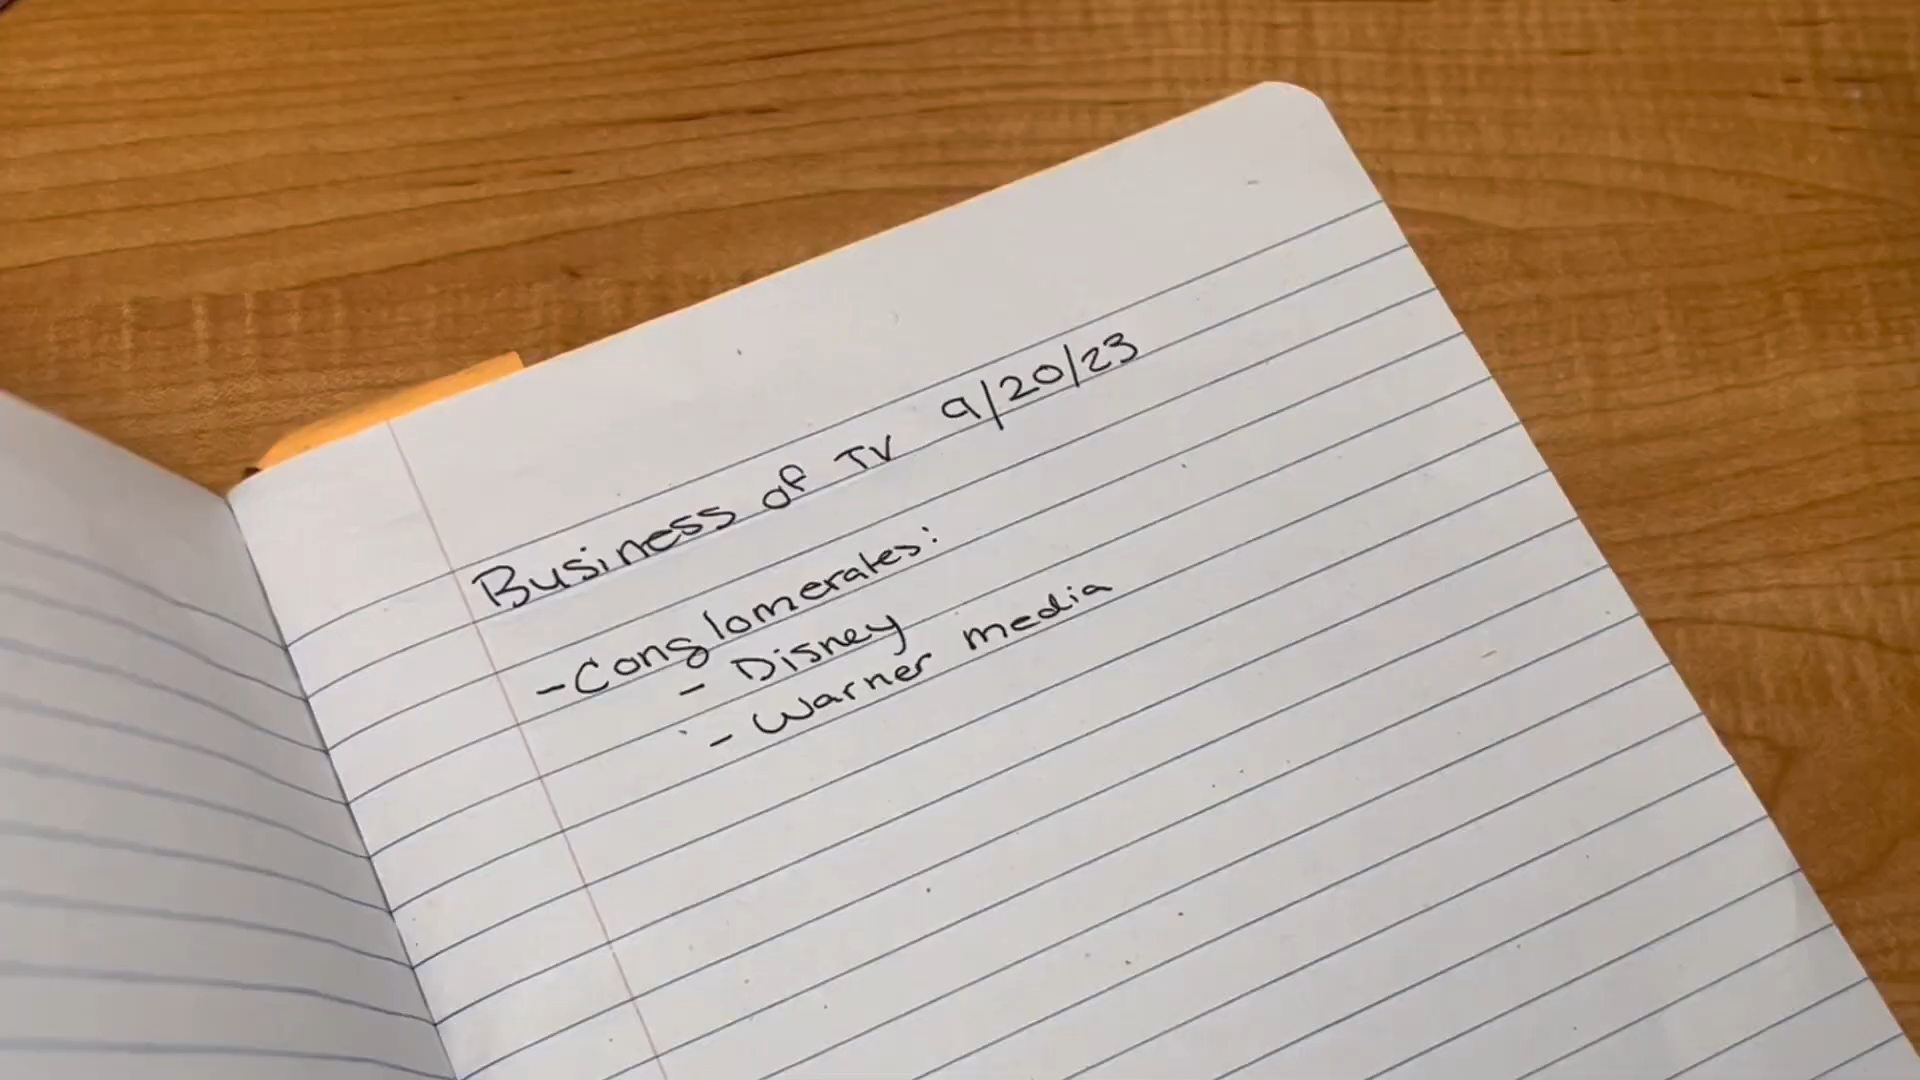 Business of TV 9/20/23
-Conglomerates:
- Disney
- Warner media